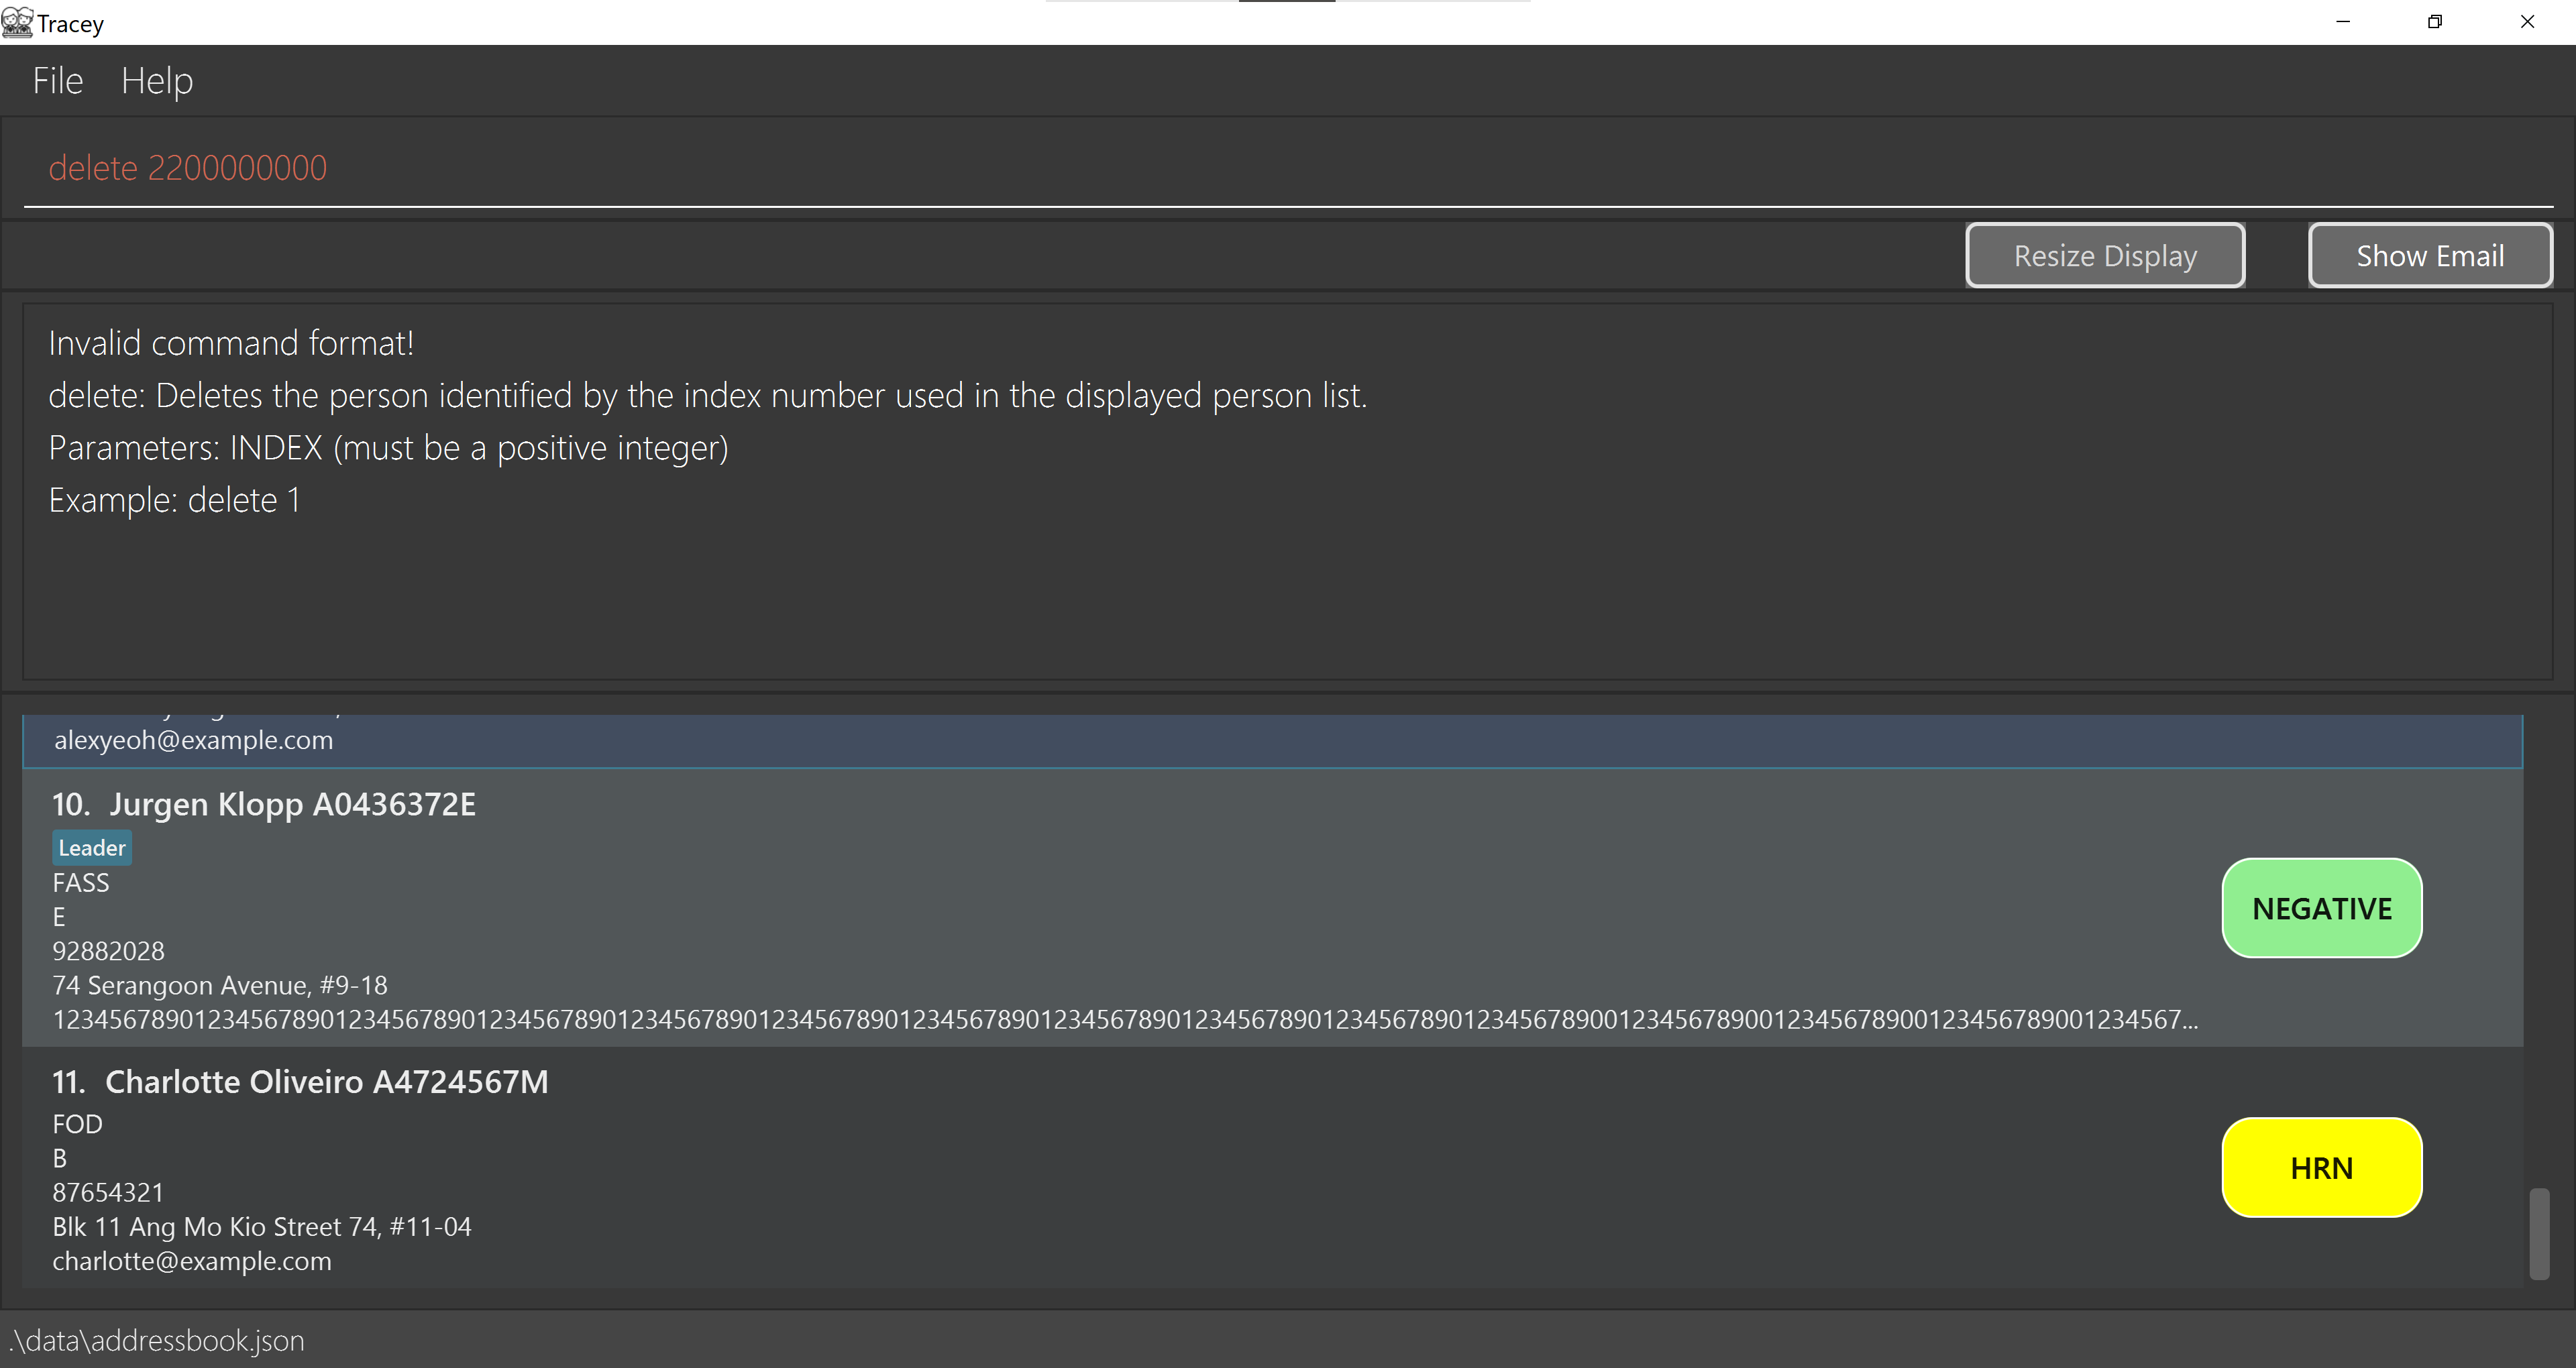 Tracey
File Help
delete 2200000000
Resize Display Show Email
Invalid command format!
delete: Deletes the person identified by the index number used in the displayed person list.
Parameters: INDEX (must be a positive integer)
Example: delete 1
alexyeoh@example.com
10. Jurgen Klopp A0436372E
Leader
FASS
E
NEGATIVE
92882028
74 Serangoon Avenue, #9-18
123456789012345678901234567890123456789012345678901234567890123456789012345678901234567890123456789001234567890012345678900123456789001234567...
11. Charlotte Oliveiro A4724567M
FOD
B
HRN
87654321
Blk 11 Ang Mo Kio Street 74, #11-04
charlotte@example.com
.\data\addressbook.json